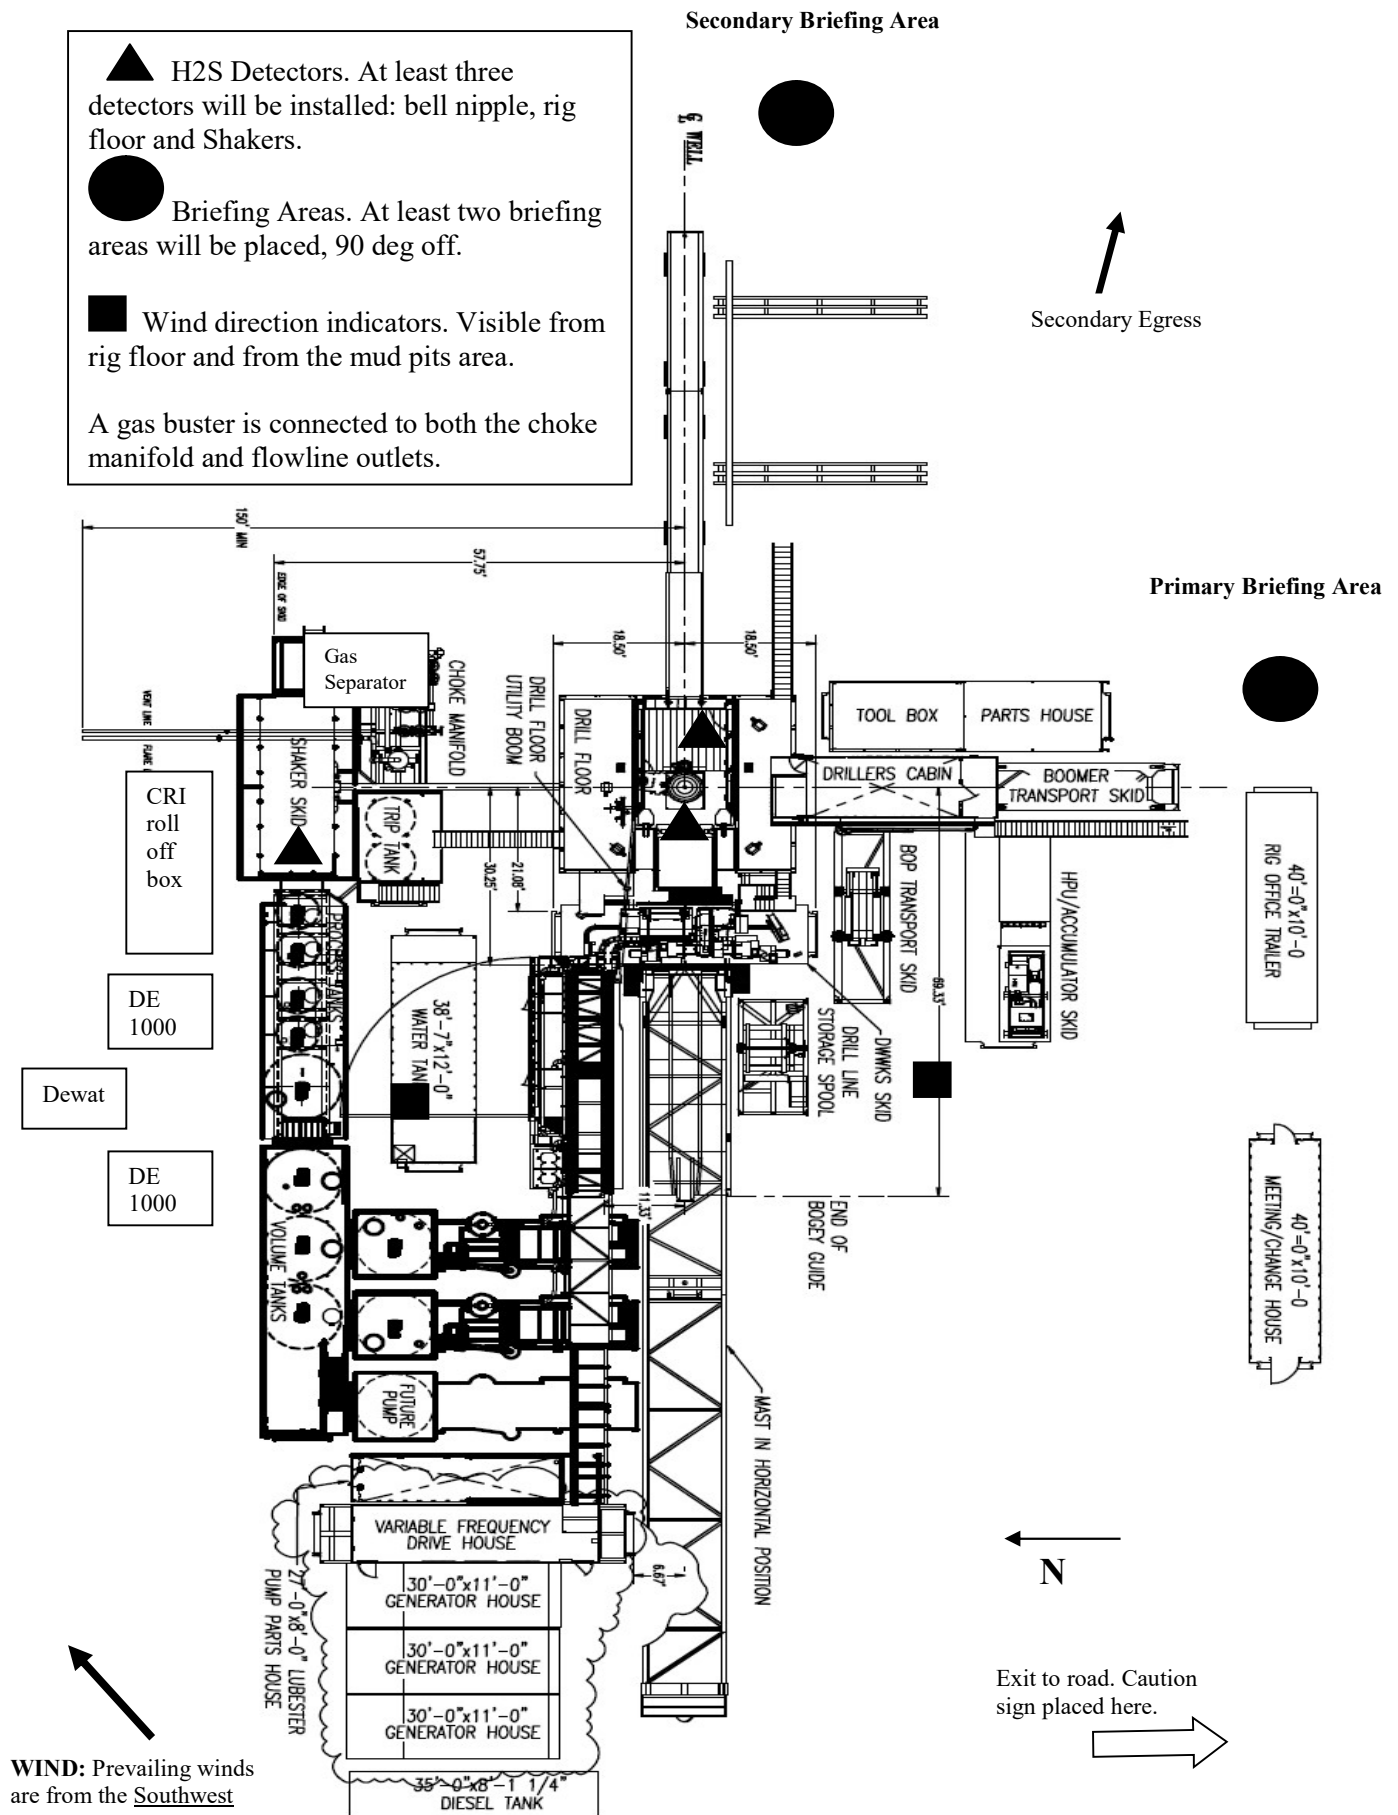 Secondary Briefing Area
H2S Detectors. At least three
detectors will be installed: bell nipple, rig
floor and Shakers.
Briefing Areas. At least two briefing
areas will be placed, 90 deg off.
Wind direction indicators. Visible from
rig floor and from the mud pits area.
A gas buster is connected to both the choke
manifold and flowline outlets.
WELL
Secondary Egress
150' MIN
57.75'
EDGE OF SKID
Primary Briefing Area
18.50'
18.50'
Gas
Separator
CHOKE MANIFOLD
DRILL FLOOR
UTILITY BOOM
DRILL FLOOR
TOOL BOX
PARTS HOUSE
VENT LINE
FLARE
SHAKER SKID
DRILLERS CABIN
BOOMER
TRANSPORT SKID
CRI
roll
off
box
TRIP TANK
30.25'
21.08'
BOP TRANSPORT SKID
HPU/ACCUMULATOR SKID
40'=0"x10'-0
RIG OFFICE TRAILER
PROCESS TANKS
DE
1000
38'-7"x12'-0"
WATER TANK
69.33'
DWWKS SKID
DRILL LINE
STORAGE SPOOL
Dewat
DE
1000
11.33'
END OF
BOGEY GUIDE
40'=0"x10'-0
MEETING/CHANGE HOUSE
VOLUME TANKS
FUTURE
PUMP
MAST IN HORIZONTAL POSITION
VARIABLE FREQUENCY
DRIVE HOUSE
6.67'
N
27'-0"x8'-0" LUBESTER
PUMP PARTS HOUSE
30'-0"x11'-0"
GENERATOR HOUSE
30'-0"x11'-0"
GENERATOR HOUSE
30'-0"x11'-0"
GENERATOR HOUSE
Exit to road. Caution
sign placed here.
WIND: Prevailing winds
are from the Southwest
35'-0"x8'-1 1/4"
DIESEL TANK